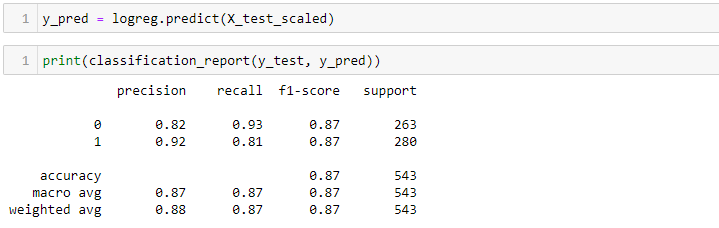 1 y_pred = logreg.predict(X_test_scaled)
1 print(classification_report(y_test, y_pred))
precision recall f1-score support
0 0.82 0.93 0.87 263
1 0.92 0.81 0.87 280
accuracy 0.87 543
macro avg 0.87 0.87 0.87 543
weighted avg 0.88 0.87 0.87 543